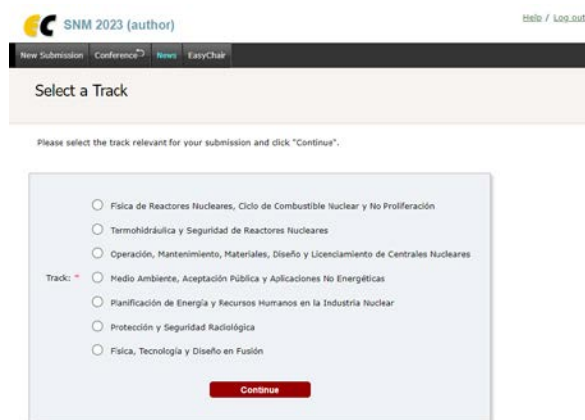 SNM 2023 (author)
Help / Log out
New Submission Conference News EasyChair
Select a Track
Please select the track relevant for your submission and click "Continue".
Física de Reactores Nucleares, Ciclo de Combustible Nuclear y No Proliferación
Termohidráulica y Seguridad de Reactores Nucleares
Operación, Mantenimiento, Materiales, Diseño y Licenciamiento de Centrales Nucleares
Track: * Medio Ambiente, Aceptación Pública y Aplicaciones No Energéticas
Planificación de Energía y Recursos Humanos en la Industria Nuclear
Protección y Seguridad Radiológica
Física, Tecnología y Diseño en Fusión
Continue